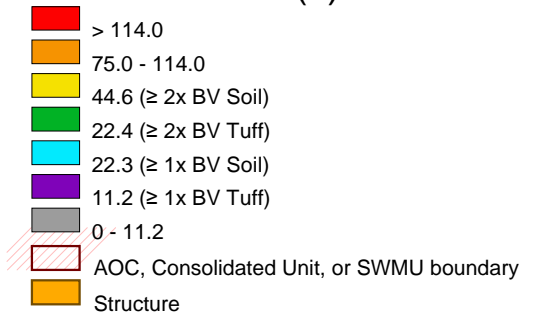 > 114.0
75.0 - 114.0
44.6 (≥ 2x BV Soil)
22.4 (≥ 2x BV Tuff)
22.3 (≥ 1x BV Soil)
11.2 (≥ 1x BV Tuff)
0 - 11.2
AOC, Consolidated Unit, or SWMU boundary
Structure